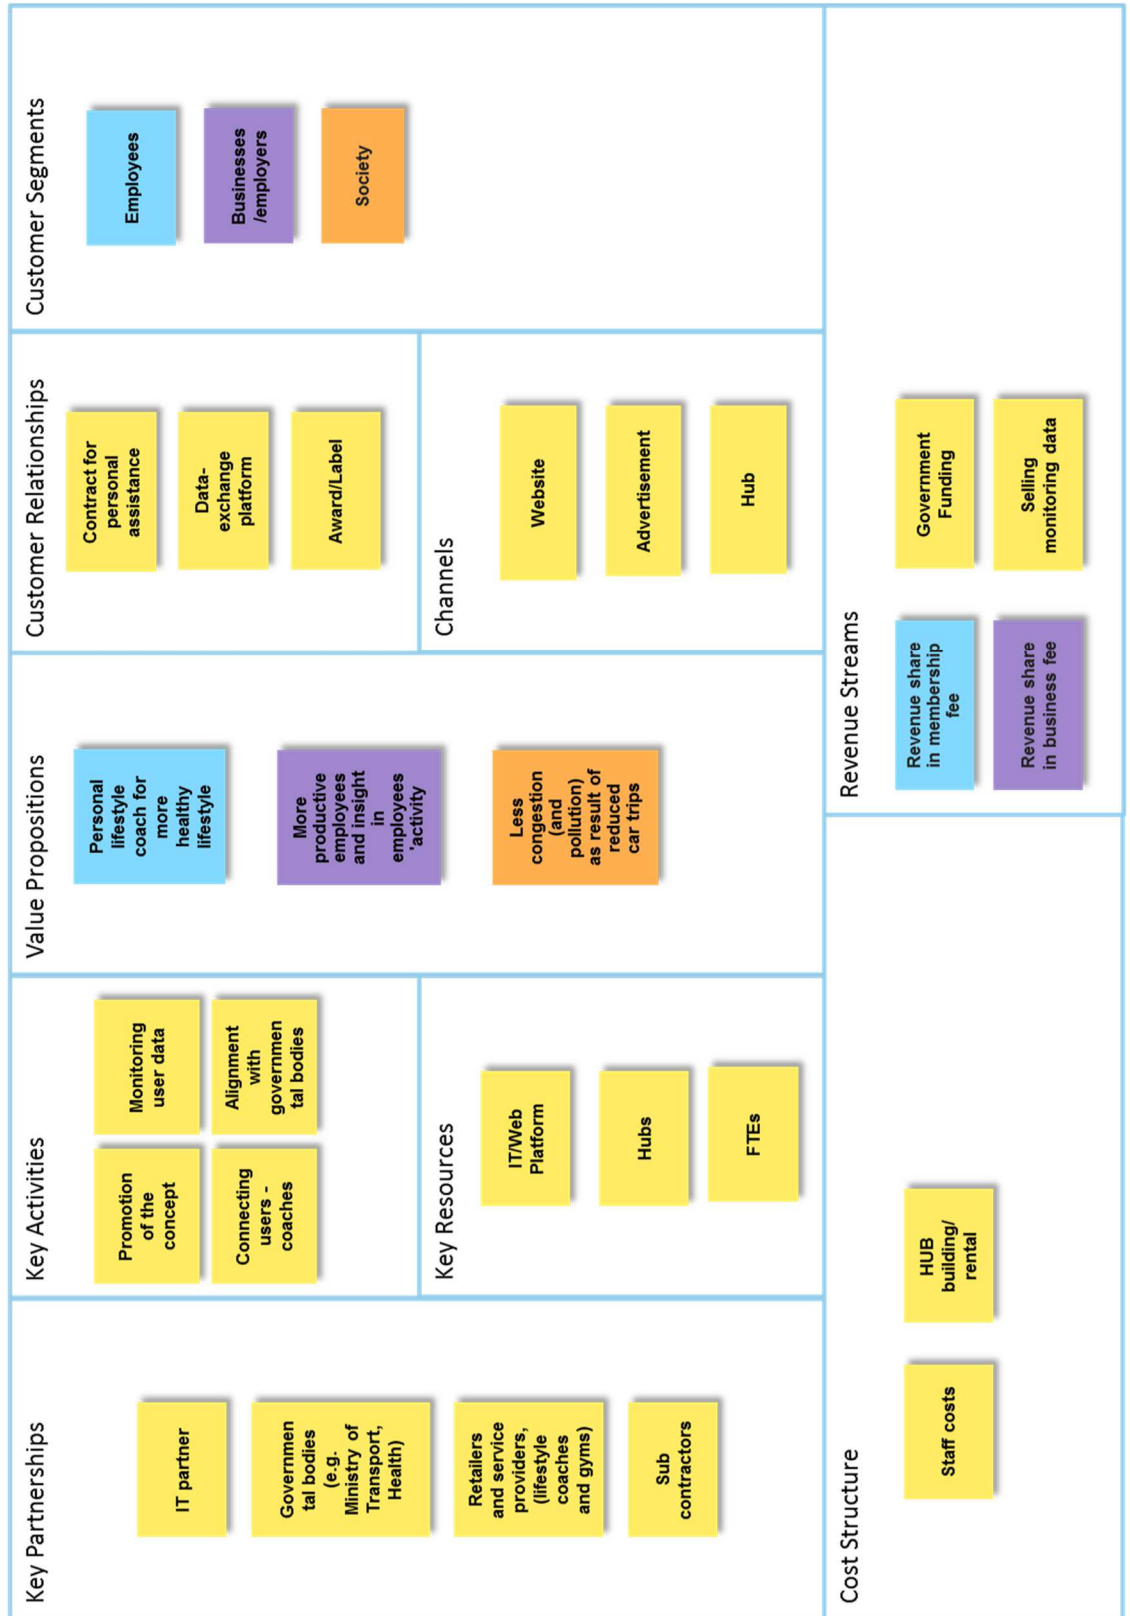 Key Partnerships
IT partner
Governmen
tal bodies
(e.g.
Ministry of
Transport,
Health)
Retailers
and service
providers,
(lifestyle
coaches
and gyms)
Sub
contractors
Key Activities
Promotion
of the
concept
Monitoring
user data
Connecting
users -
coaches
Alignment
with
governmen
tal bodies
Key Resources
IT/Web
Platform
Hubs
FTEs
Value Propositions
Personal
lifestyle
coach for
more
healthy
lifestyle
More
productive
employees
and insight
in
employees
'activity
Less
congestion
(and
pollution)
as result of
reduced
car trips
Customer Relationships
Contract for
personal
assistance
Data-
exchange
platform
Award/Label
Channels
Website
Advertisement
Hub
Customer Segments
Employees
Businesses
/employers
Society
Cost Structure
Staff costs
HUB
building/
rental
Revenue Streams
Revenue share
in membership
fee
Government
Funding
Revenue share
in business fee
Selling
monitoring data